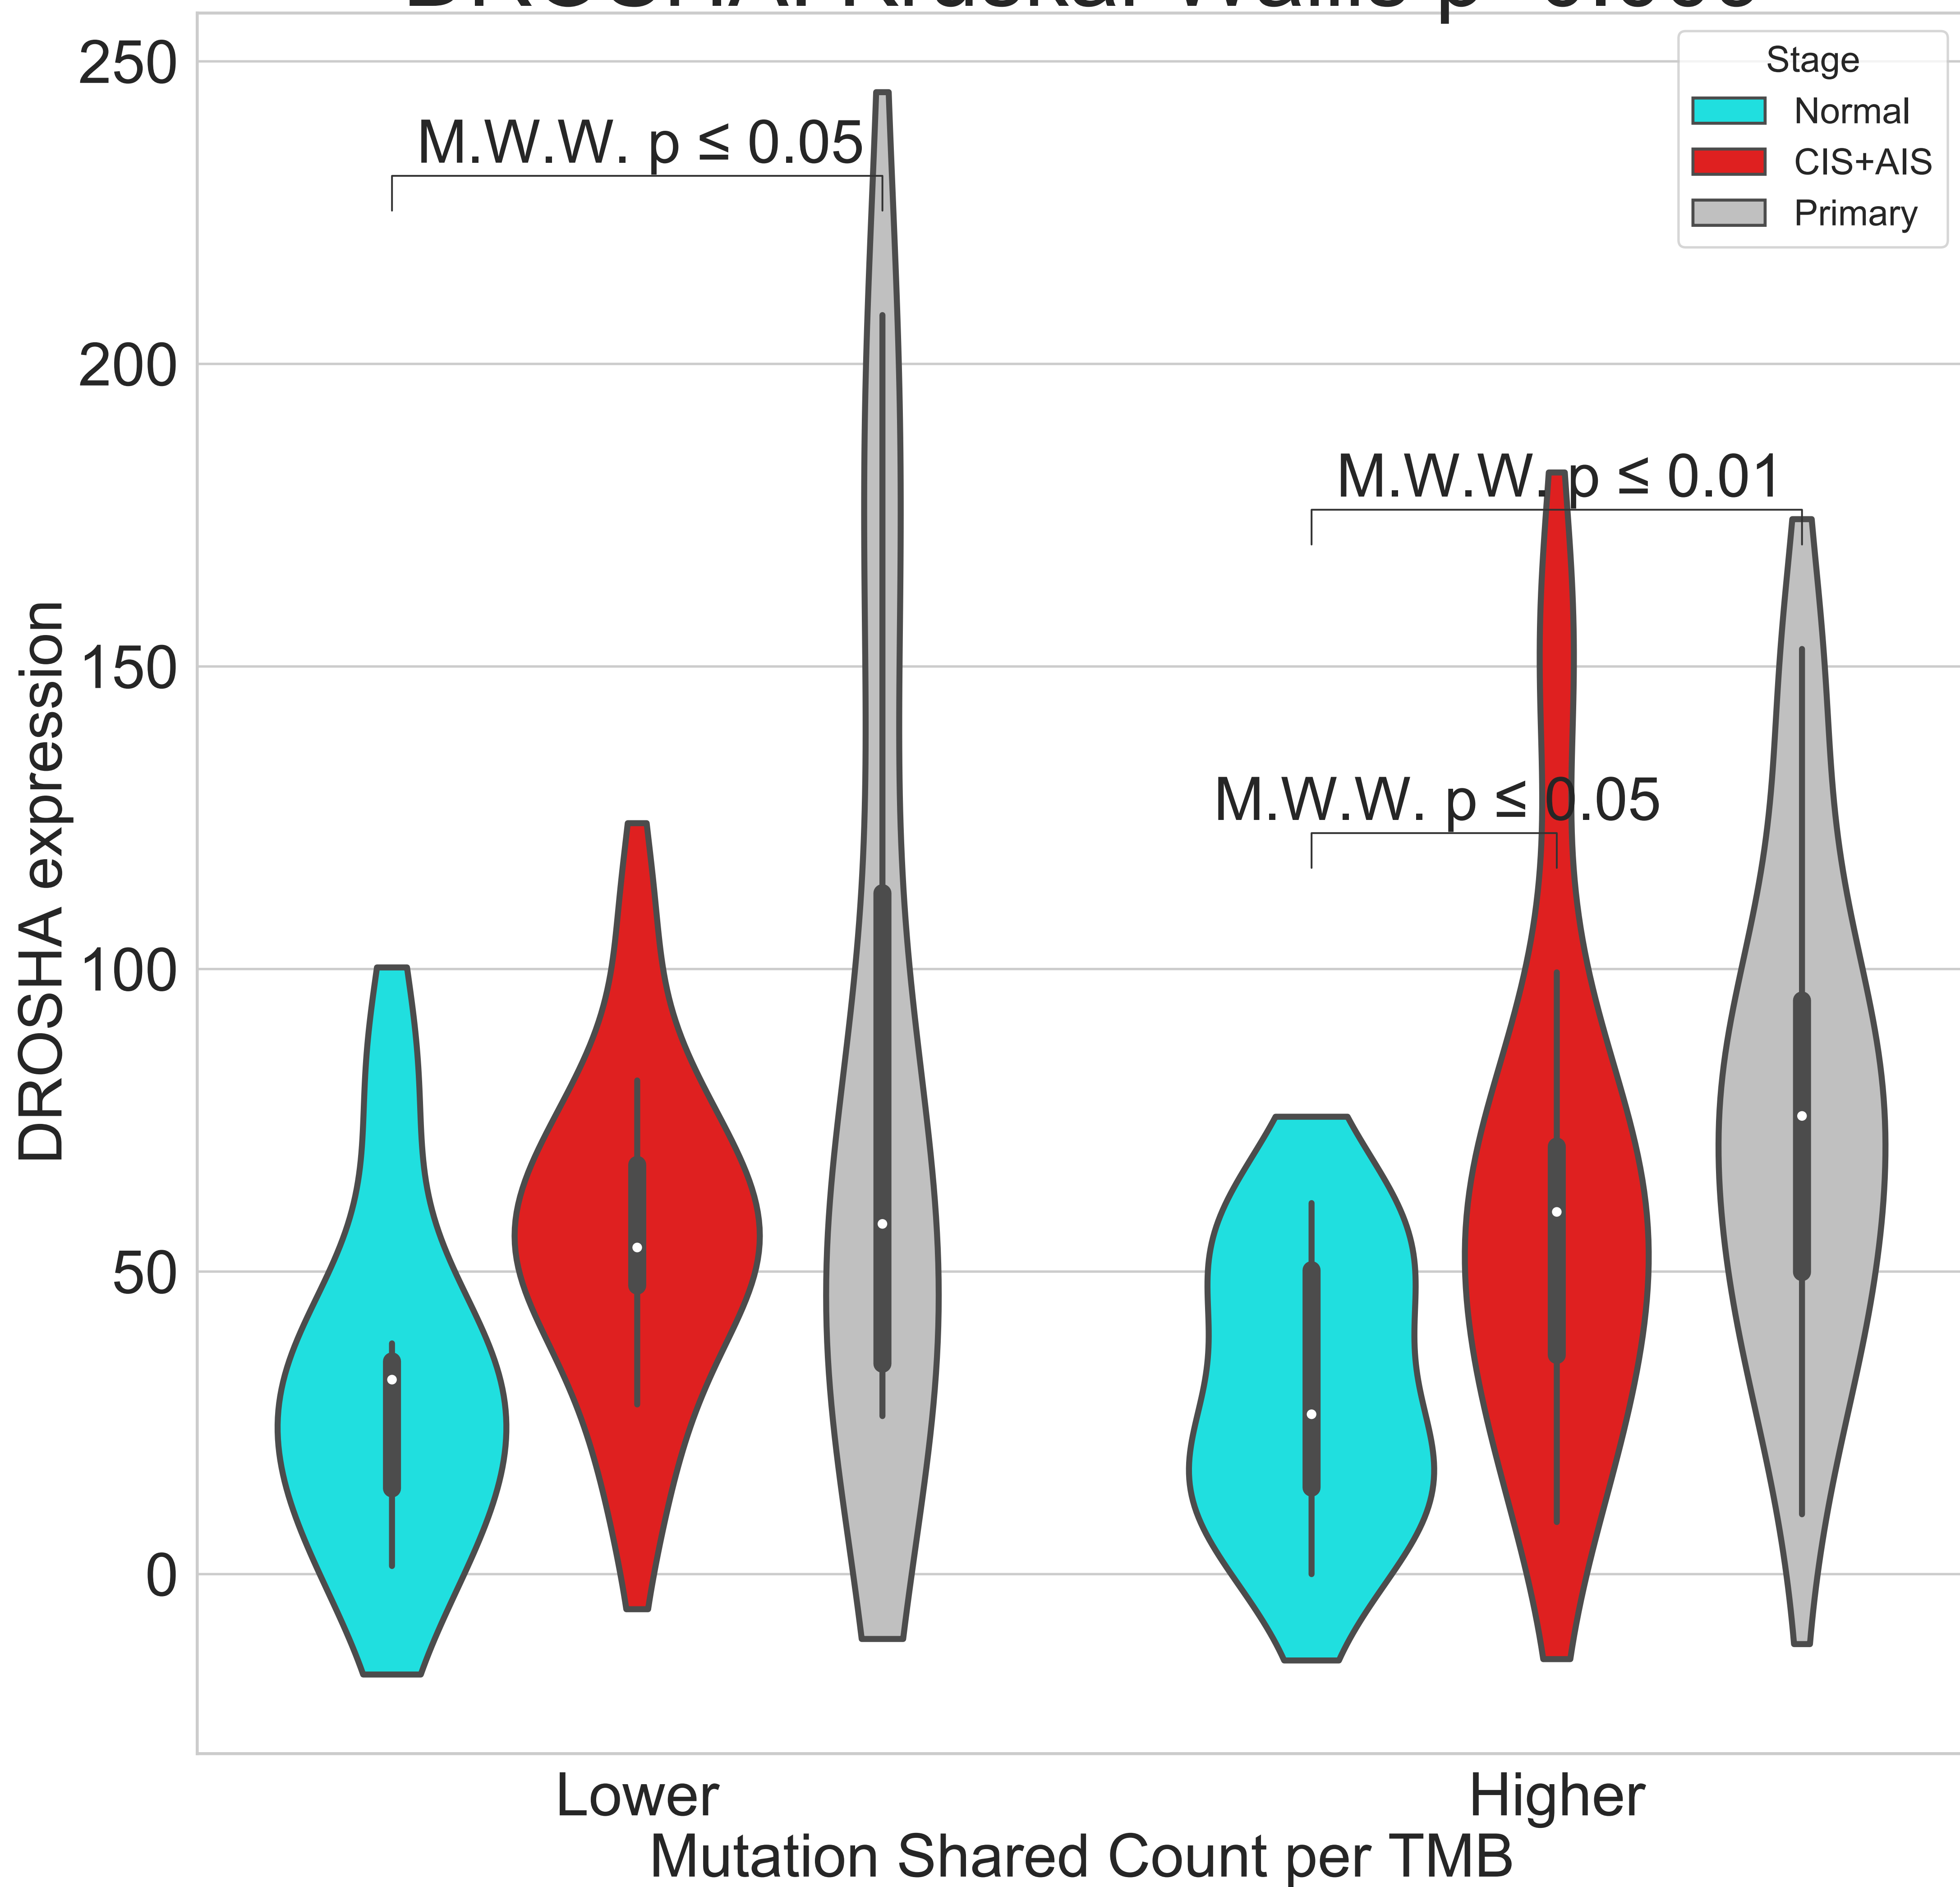 250
200
150
100
50
0
DROSHA expression
M.W.W. p ≤ 0.05
M.W.W. p ≤ 0.01
M.W.W. p ≤ 0.05
Stage
Normal
CIS+AIS
Primary
Lower
Higher
Mutation Shared Count per TMB